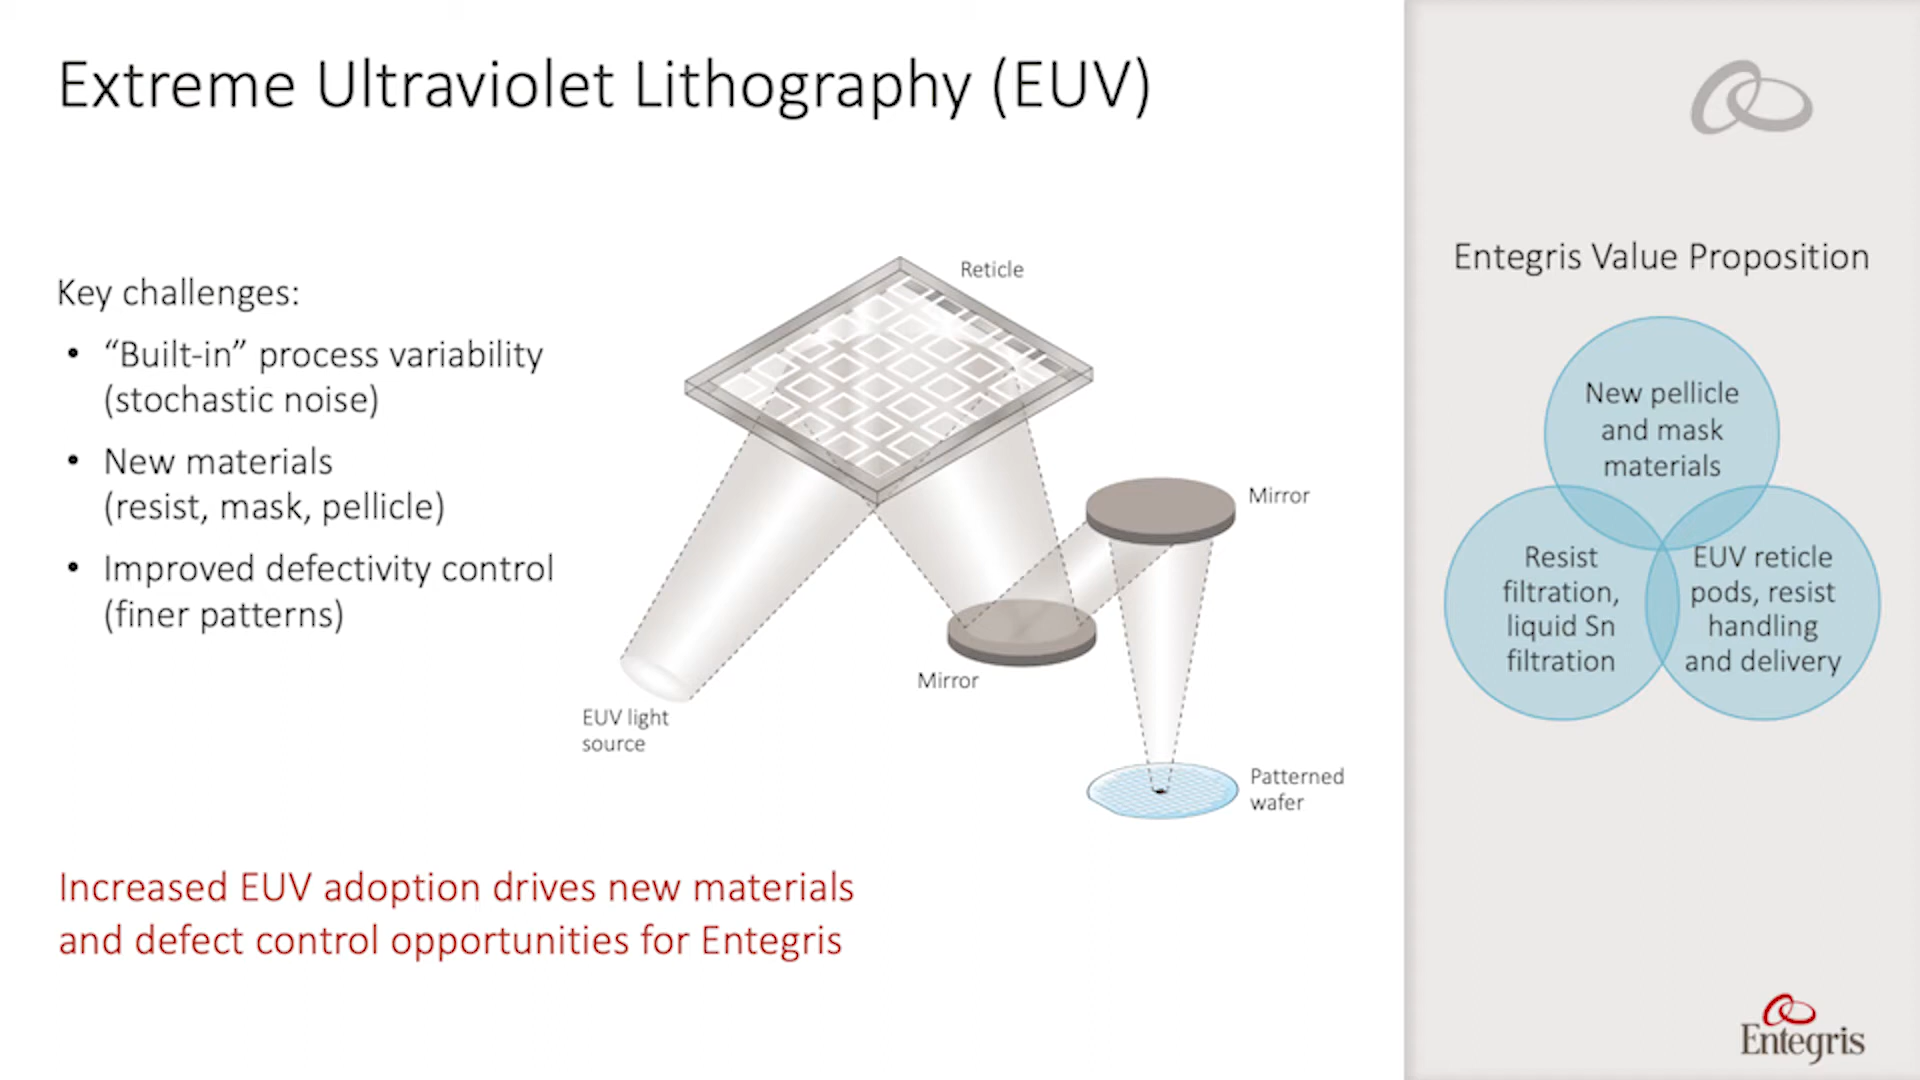 Extreme Ultraviolet Lithography (EUV)
Key challenges:
• “Built-in” process variability
(stochastic noise)
• New materials
(resist, mask, pellicle)
• Improved defectivity control
(finer patterns)
Reticle
Mirror
Mirror
EUV light
source
Patterned
wafer
Increased EUV adoption drives new materials
and defect control opportunities for Entegris
Entegris Value Proposition
New pellicle
and mask
materials
Resist
filtration,
liquid Sn
filtration
EUV reticle
pods, resist
handling
and delivery
Entegris